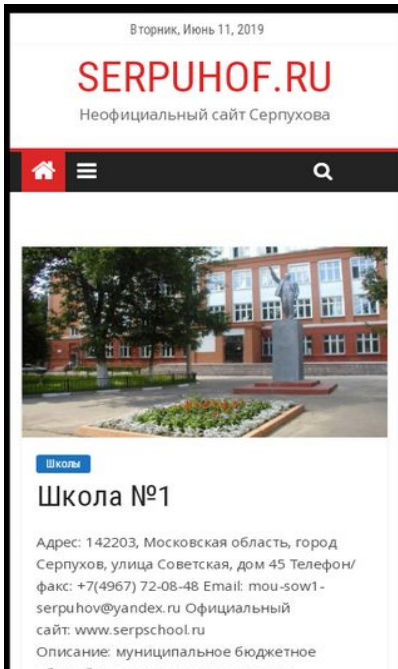 Вторник, Июнь 11, 2019
SERPUHOF.RU
Неофициальный сайт Серпухова
Школы
Школа №1
Адрес: 142203, Московская область, город
Серпухов, улица Советская, дом 45 Телефон/
факс: +7(4967) 72-08-48 Email: mou-sow1-
serpuhov@yandex.ru Официальный
сайт: www.serpschool.ru
Описание: муниципальное бюджетное